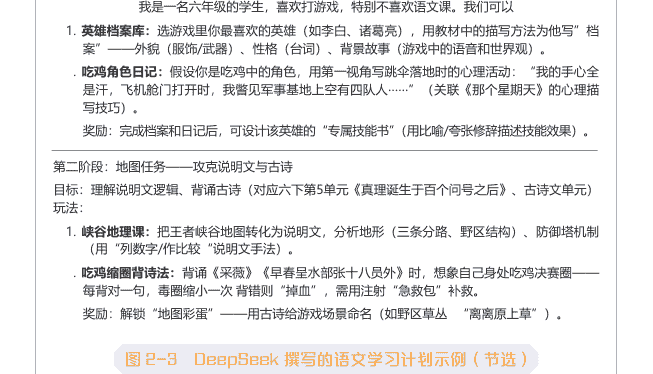 我是一名六年级的学生，喜欢打游戏，特别不喜欢语文课。我们可以
1. 英雄档案库：选游戏里你最喜欢的英雄（如李白、诸葛亮），用教材中的描写方法为他写"档
案"——外貌（服饰/武器）、性格（台词）、背景故事（游戏中的语音和世界观）。
. 吃鸡角色日记：假设你是吃鸡中的角色，用第一视角写跳伞落地时的心理活动："我的手心全
是汗，飞机舱门打开时，我瞥见军事基地上空有四队人······"（关联《那个星期天》的心理描
写技巧）。
奖励：完成档案和日记后，可设计该英雄的"专属技能书"（用比喻/夸张修辞描述技能效果）。
第二阶段：地图任务——攻克说明文与古诗
目标：理解说明文逻辑、背诵古诗（对应六下第5单元《真理诞生于百个问号之后》、古诗文单元）
玩法：
1. 峡谷地理课：把王者峡谷地图转化为说明文，分析地形（三条分路、野区结构）、防御塔机制
（用"列数字/作比较"说明文手法）。
. 吃鸡缩圈背诗法：背诵《采薇》《早春呈水部张十八员外》时，想象自己身处吃鸡决赛圈——
每背对一句，毒圈缩小一次 背错则"掉血"，需用注射"急救包"补救。
奖励：解锁"地图彩蛋"——用古诗给游戏场景命名（如野区草丛 "离离原上草"）。
图 2-3 DeepSeek 撰写的语文学习计划示例（节选）